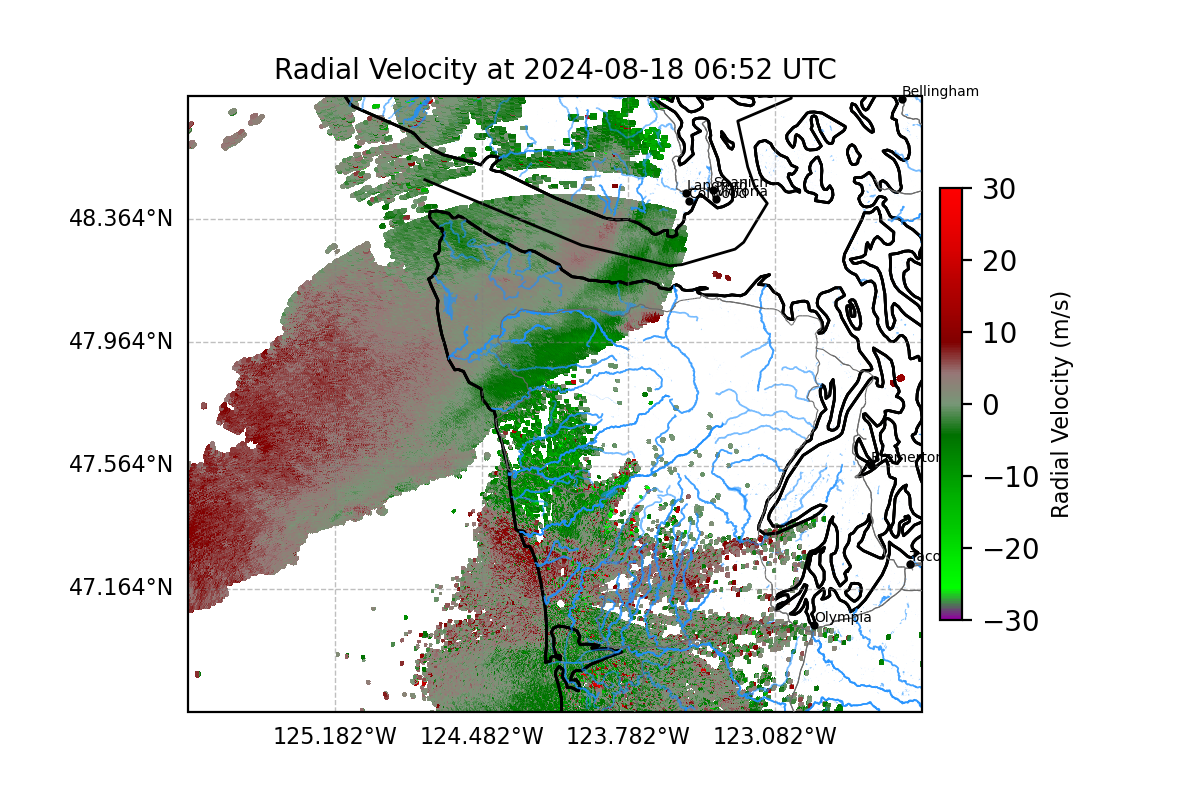 Radial Velocity at 2024-08-18 06:52 UTC
Bellingham
48.364°N
47.964°N
47.564°N
47.164°N
Bremerton
Olympia
125.182°W
124.482°W
123.782°W
123.082°W
30
20
10
0
−10
−20
−30
Radial Velocity (m/s)